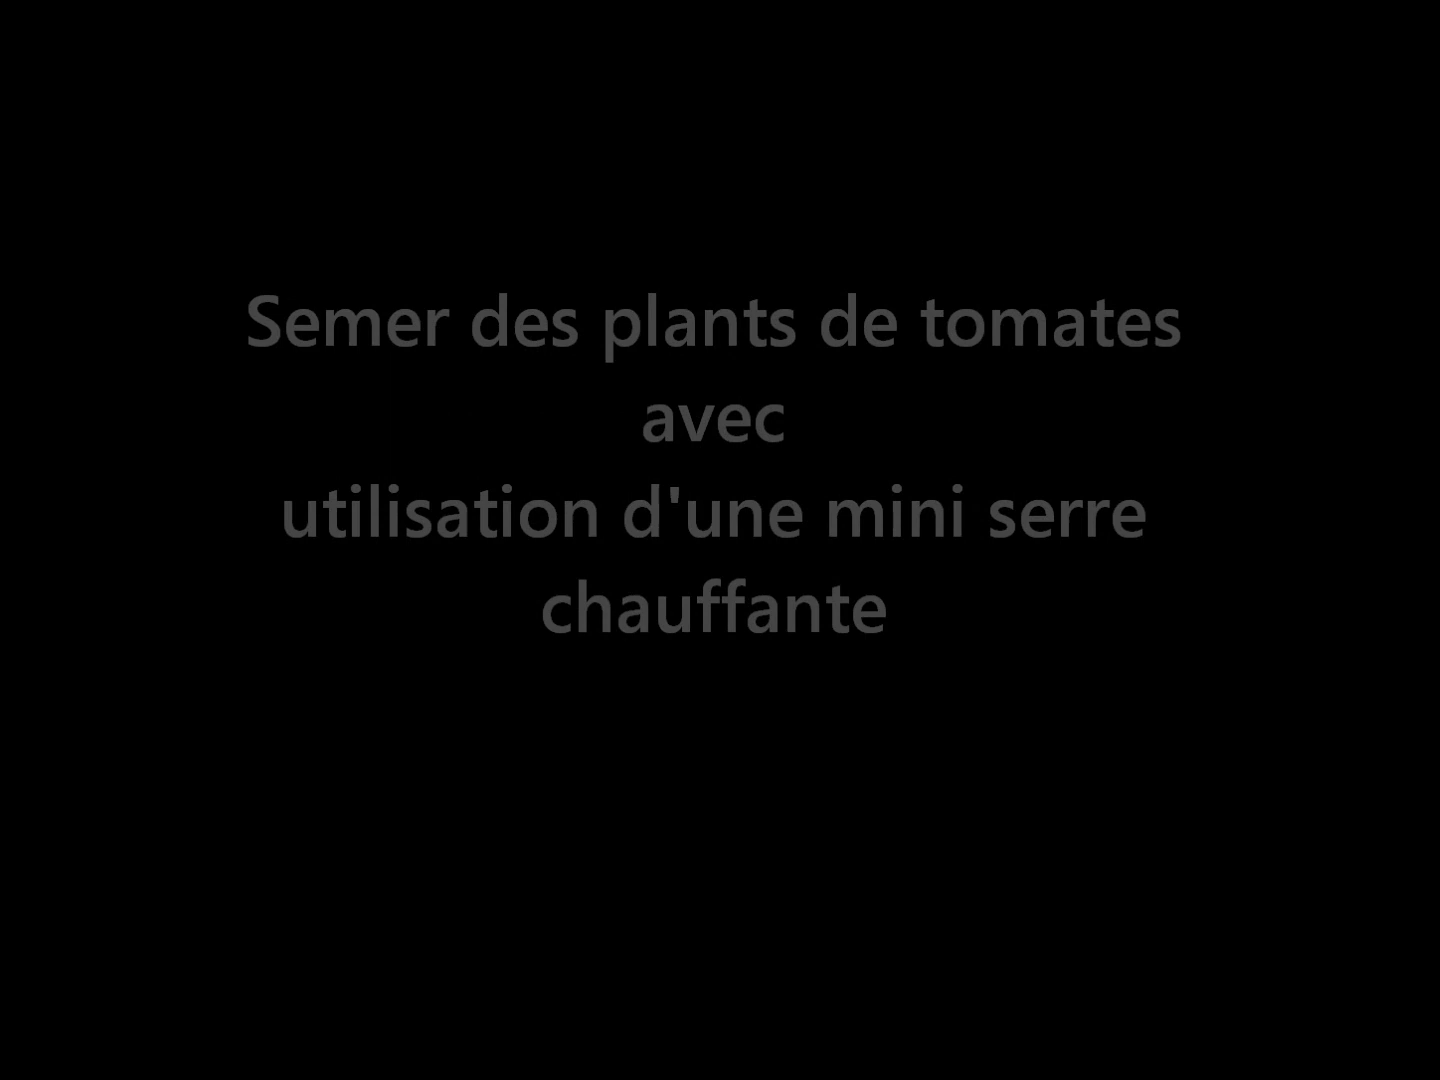 Semer des plants de tomates
avec
utilisation d'une mini serre
chauffante